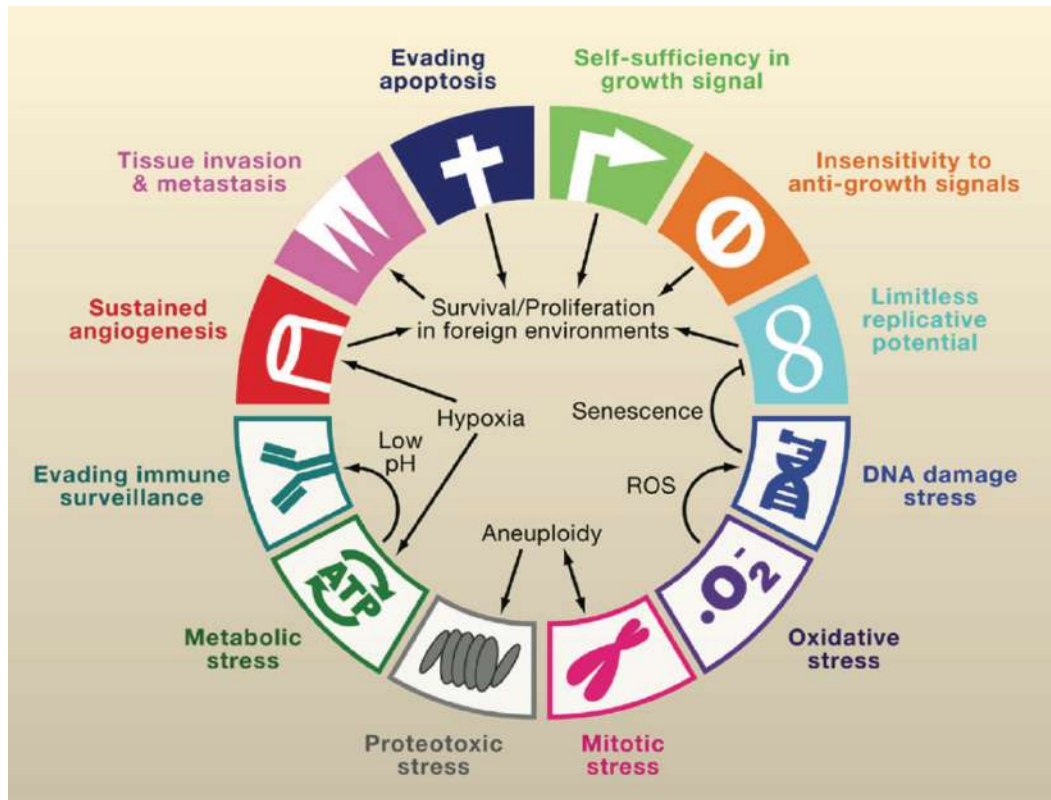 Evading
apoptosis
Self-sufficiency in
growth signal
Tissue invasion
& metastasis
Insensitivity to
anti-growth signals
Sustained
angiogenesis
Survival/Proliferation
in foreign environments
Limitless
replicative
potential
Hypoxia
Senescence
Low
pH
Evading immune
surveillance
ROS
DNA damage
stress
Aneuploidy
ATP
•O2-
Metabolic
stress
Oxidative
stress
Proteotoxic
stress
Mitotic
stress